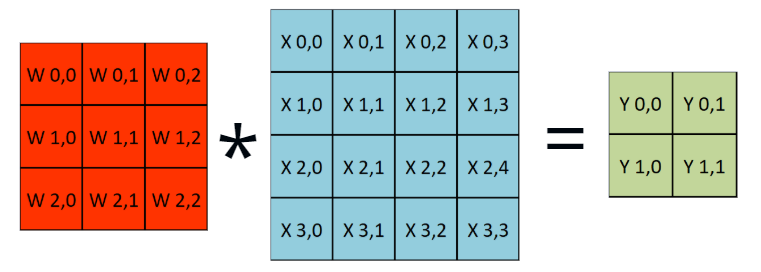 W 0,0 W 0,1 W 0,2
W 1,0 W 1,1 W 1,2
W 2,0 W 2,1 W 2,2
*
X 0,0 X 0,1 X 0,2 X 0,3
X 1,0 X 1,1 X 1,2 X 1,3
X 2,0 X 2,1 X 2,2 X 2,4
X 3,0 X 3,1 X 3,2 X 3,3
=
Y 0,0 Y 0,1
Y 1,0 Y 1,1